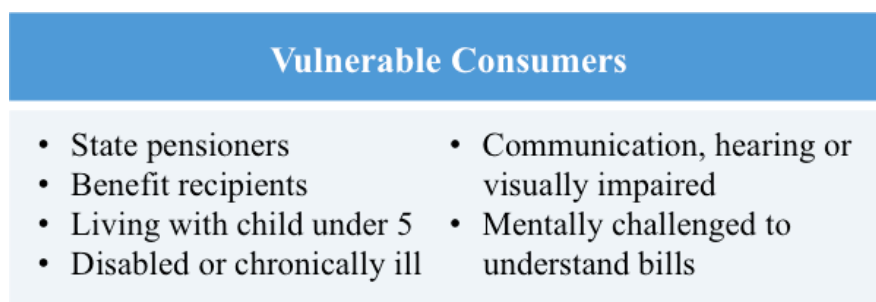 Vulnerable Consumers
• State pensioners
• Benefit recipients
• Living with child under 5
• Disabled or chronically ill
• Communication, hearing or
visually impaired
• Mentally challenged to
understand bills